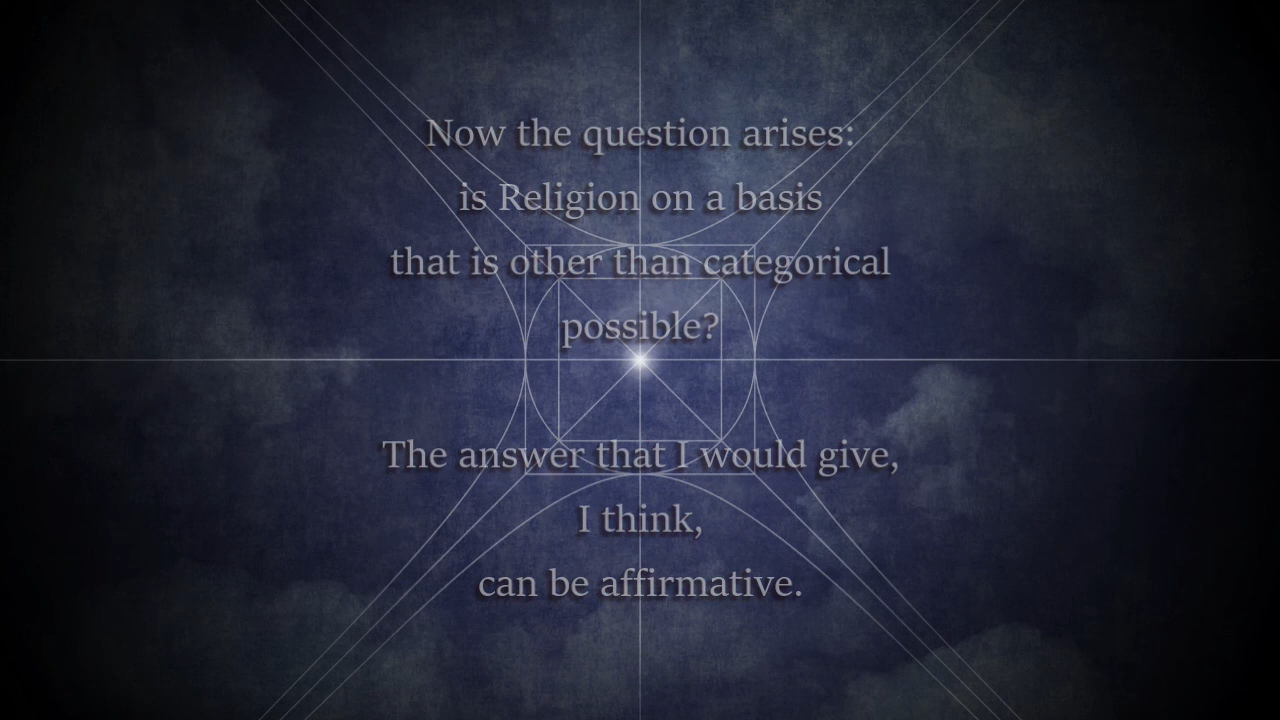 Now the question arises:
is Religion on a basis
that is other than categorical
possible?
The answer that I would give,
I think,
can be affirmative.